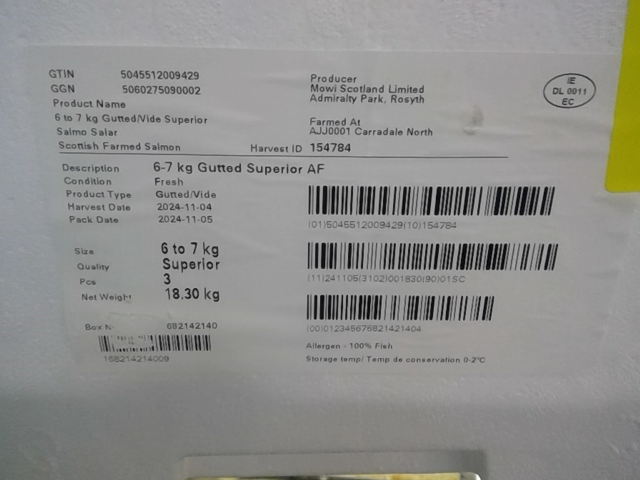 GTIN 5045512009429
GGN 5060275090002
Product Name
6 to 7 kg Gutted/Vide Superior
Salmo Salar
Scottish Farmed Salmon
Producer
Mowi Scotland Limited
Admiralty Park, Rosyth
Farmed At
AJJ0001 Carradale North
Harvest ID 154784
IE
DL 0011
EC
Description 6-7 kg Gutted Superior AF
Condition Fresh
Product Type Gutted/Vide
Harvest Date 2024-11-04
Pack Date 2024-11-05
Size 6 to 7 kg
Quality Superior
Pcs 3
Net Weight 18.30 kg
Box N 682142140
168214214009
(01)5045512009429(10)154784
(11)241105(3102)001830(90)01SC
(00)012345676821421404
Allergen - 100% Fish
Storage temp/ Temp de conservation 0-2°C